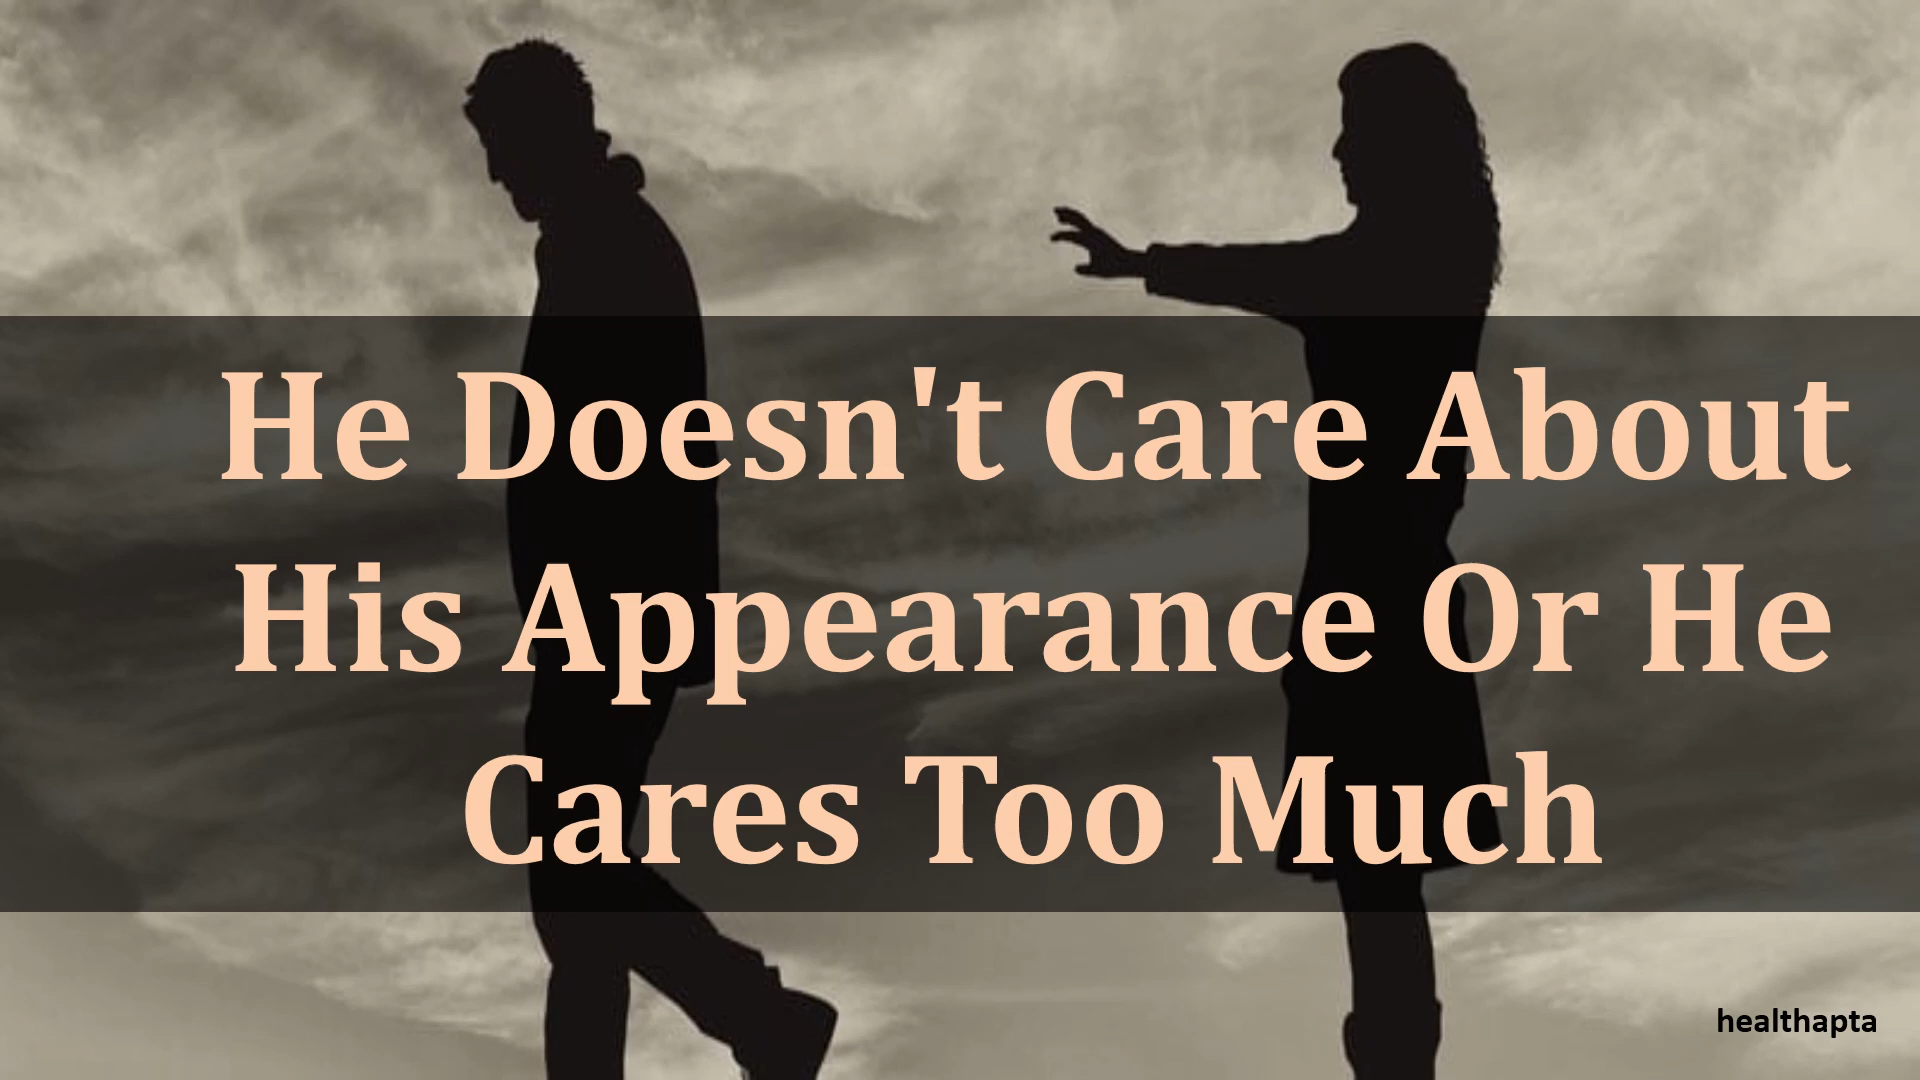 He Doesn't Care About
His Appearance Or He
Cares Too Much
healthapta